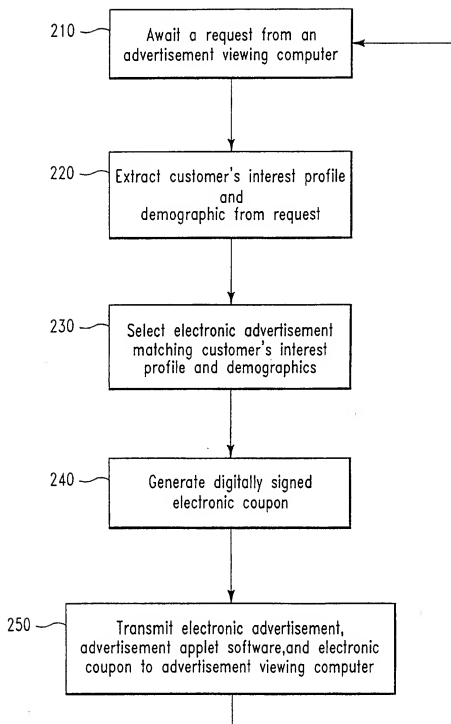 210
Await a request from an
advertisement viewing computer
220
Extract customer's interest profile
and
demographic from request
230
Select electronic advertisement
matching customer's interest
profile and demographics
240
Generate digitally signed
electronic coupon
250
Transmit electronic advertisement,
advertisement applet software,and electronic
coupon to advertisement viewing computer